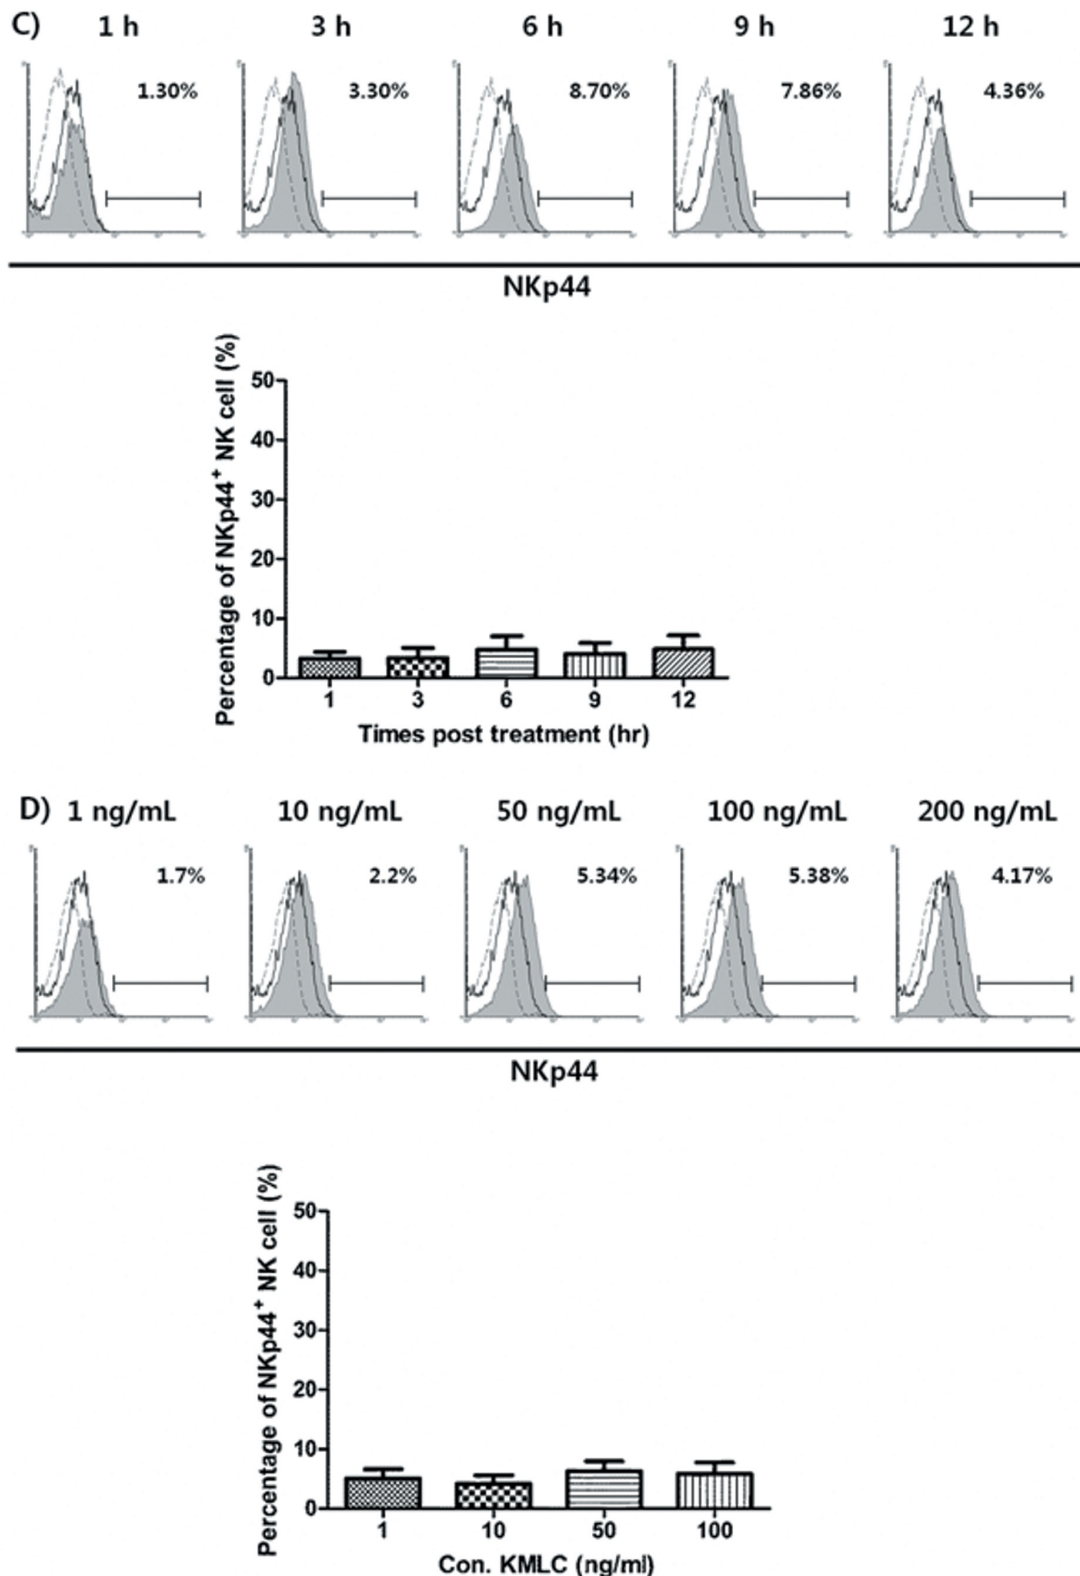 C) 1 h 3 h 6 h 9 h 12 h
1.30% 3.30% 8.70% 7.86% 4.36%
NKp44
Percentage of NKp44+ NK cell (%)
50
40
30
20
10
0
1 3 6 9 12
Times post treatment (hr)
D) 1 ng/mL 10 ng/mL 50 ng/mL 100 ng/mL 200 ng/mL
1.7% 2.2% 5.34% 5.38% 4.17%
NKp44
Percentage of NKp44+ NK cell (%)
50
40
30
20
10
0
1 10 50 100
Con. KMLC (ng/ml)